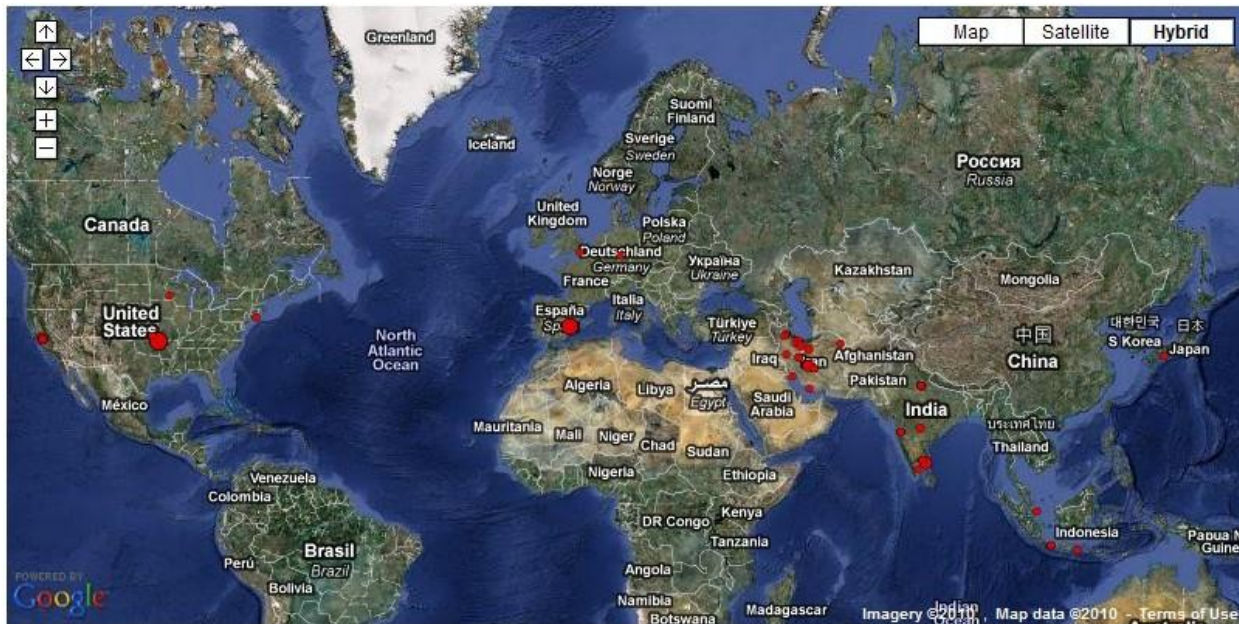 Map
Satellite
Hybrid
Greenland
Iceland
Suomi
Finland
Sverige
Sweden
Norge
Norway
Россия
Russia
United
Kingdom
Polska
Poland
Canada
Deutschland
Germany
Україна
Ukraine
Kazakhstan
Mongolia
France
Italia
Italy
España
United
States
North
Atlantic
Ocean
Türkiye
Turkey
Iraq
Afghanistan
Pakistan
中国
China
대한민국
S Korea
日本
Japan
México
Algeria
Libya
مصر
Egypt
Saudi
Arabia
India
ประเทศไทย
Thailand
Mauritania
Mali
Niger
Chad
Sudan
Nigeria
Ethiopia
Venezuela
Colombia
DR Congo
Kenya
Tanzania
Indonesia
Papua N
Guine
Perú
Brasil
Brazil
Bolivia
Angola
Namibia
Botswana
Madagascar
Indian
POWERED BY
Google
Imagery ©2010 , Map data ©2010 - Terms of Use